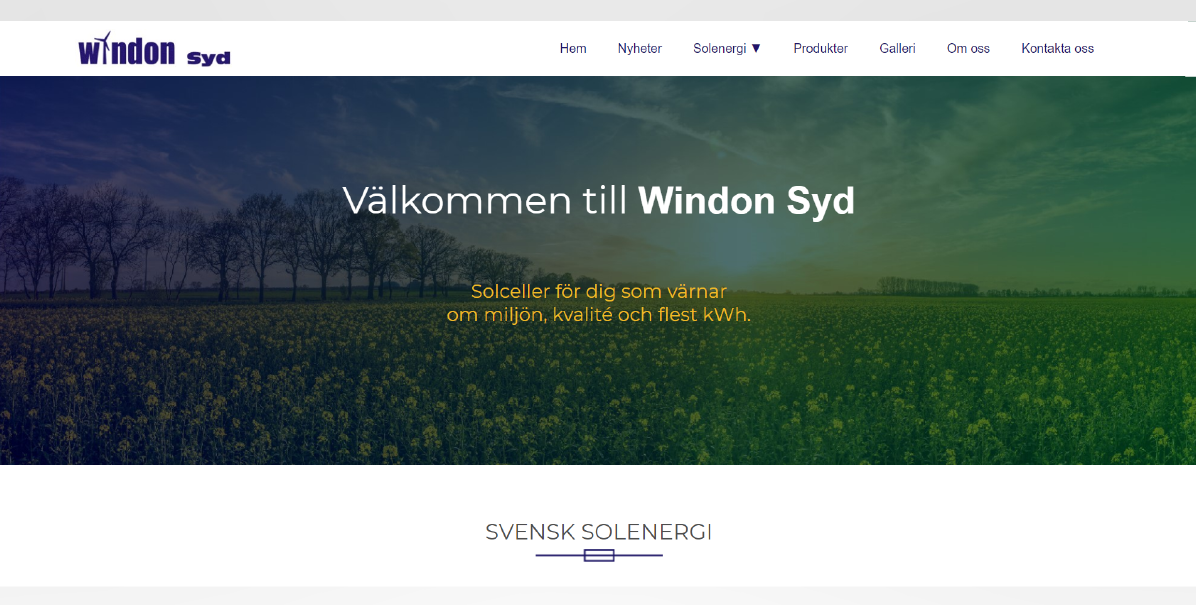 windon Syd
Hem Nyheter Solenergi ▼ Produkter Galleri Om oss Kontakta oss
Välkommen till Windon Syd
Solceller för dig som värnar
om miljön, kvalité och flest kWh.
SVENSK SOLENERGI